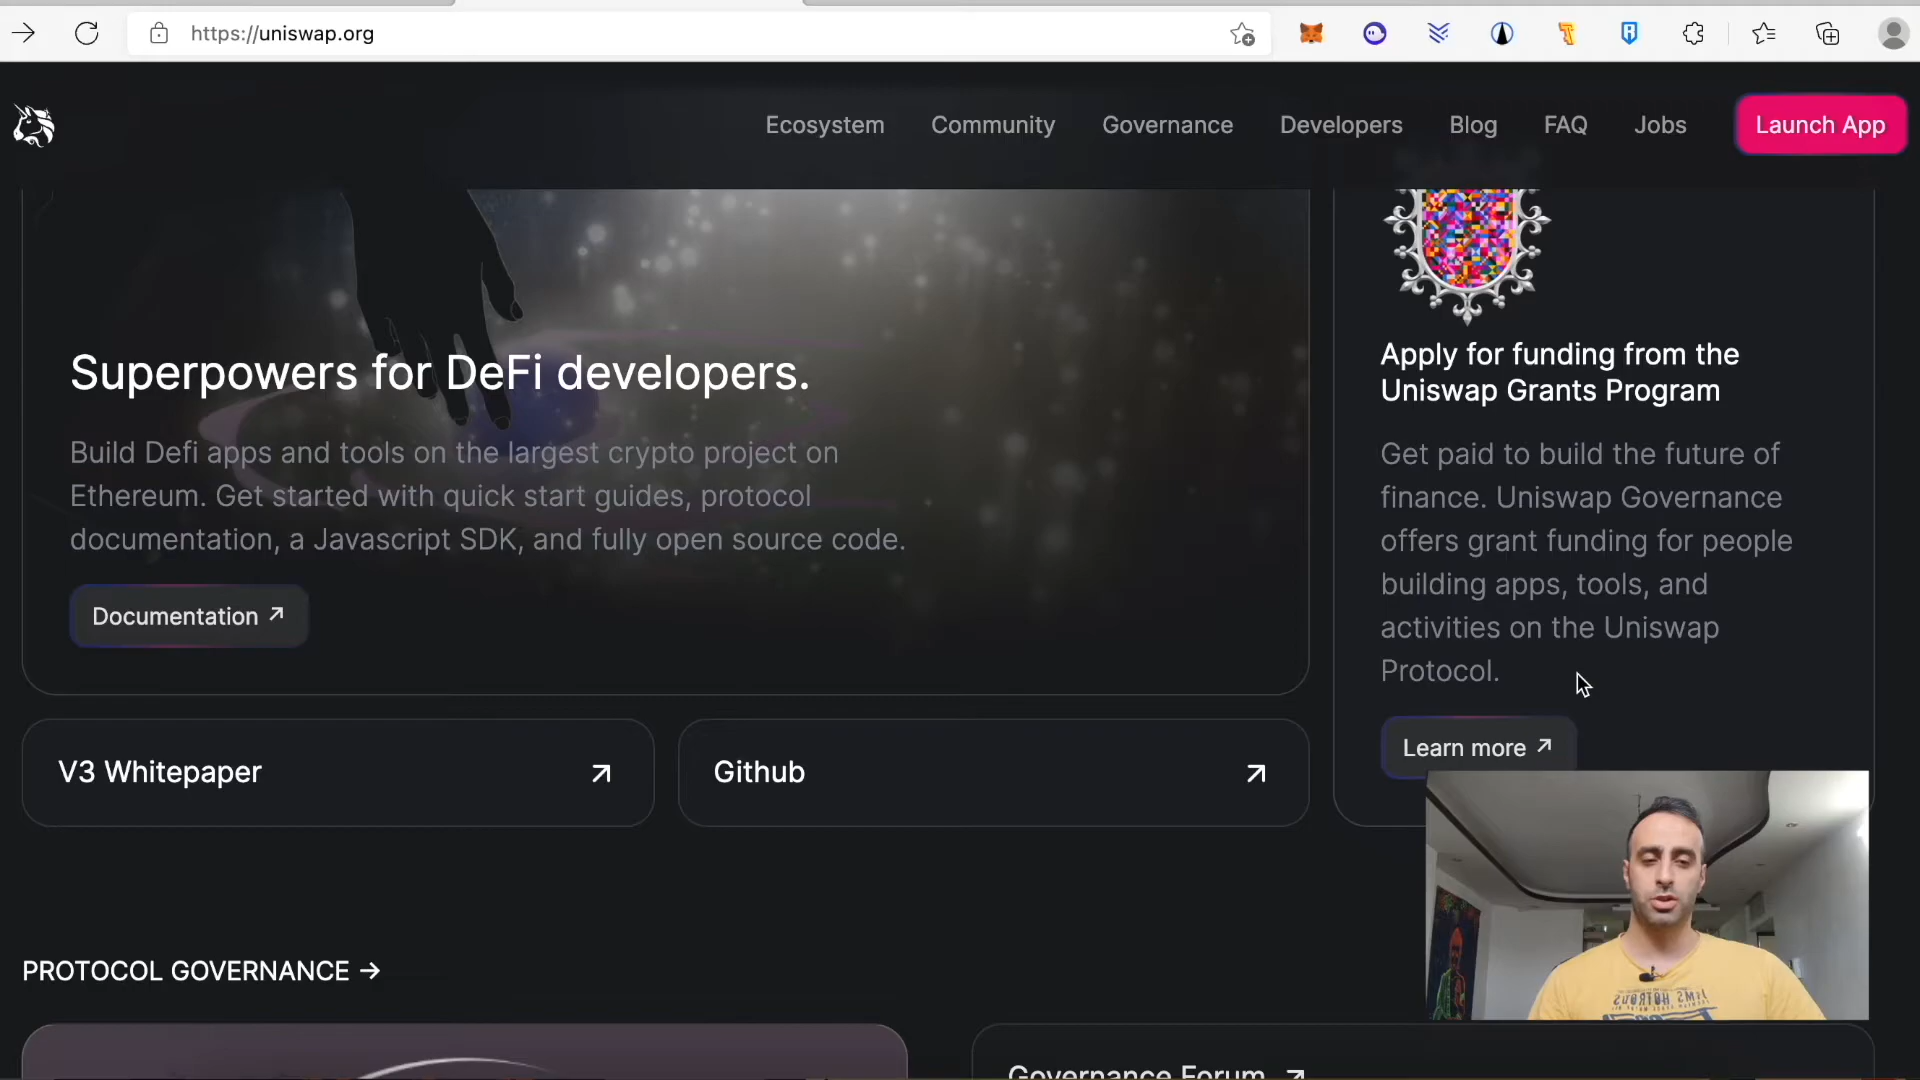 https://uniswap.org
Ecosystem
Community
Governance
Developers
Blog
FAQ
Jobs
Launch App
Superpowers for DeFi developers.
Build Defi apps and tools on the largest crypto project on
Ethereum. Get started with quick start guides, protocol
documentation, a Javascript SDK, and fully open source code.
Documentation ↗
Apply for funding from the
Uniswap Grants Program
Get paid to build the future of
finance. Uniswap Governance
offers grant funding for people
building apps, tools, and
activities on the Uniswap
Protocol.
Learn more ↗
V3 Whitepaper ↗
Github ↗
PROTOCOL GOVERNANCE →
Governance Forum ↗